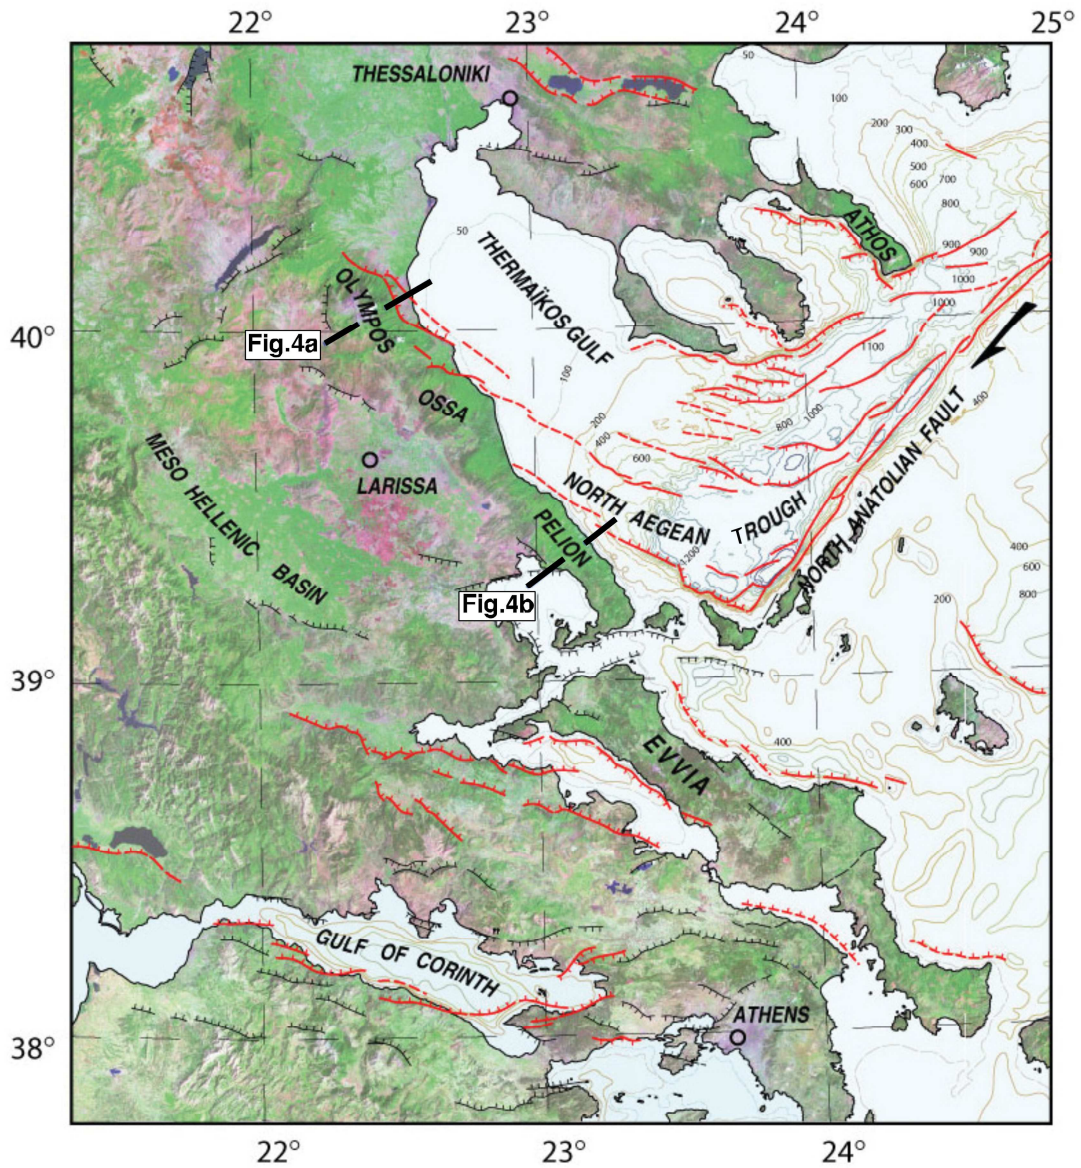 22° 23° 24° 25°
THESSALONIKI
50
100
200
300
400
500
600
700
800
ATHOS
900
900
1000
1000
50
THERMAÏKOS GULF
OLYMPOS
40°
Fig.4a
1100
100
OSSA
200
400
600
800
1000
400
MESO HELLENIC
BASIN
LARISSA
NORTH AEGEAN
TROUGH
NORTH ANATOLIAN FAULT
PELION
1200
Fig.4b
400
600
800
200
39°
EVVIA
400
GULF OF CORINTH
ATHENS
38°
22° 23° 24°